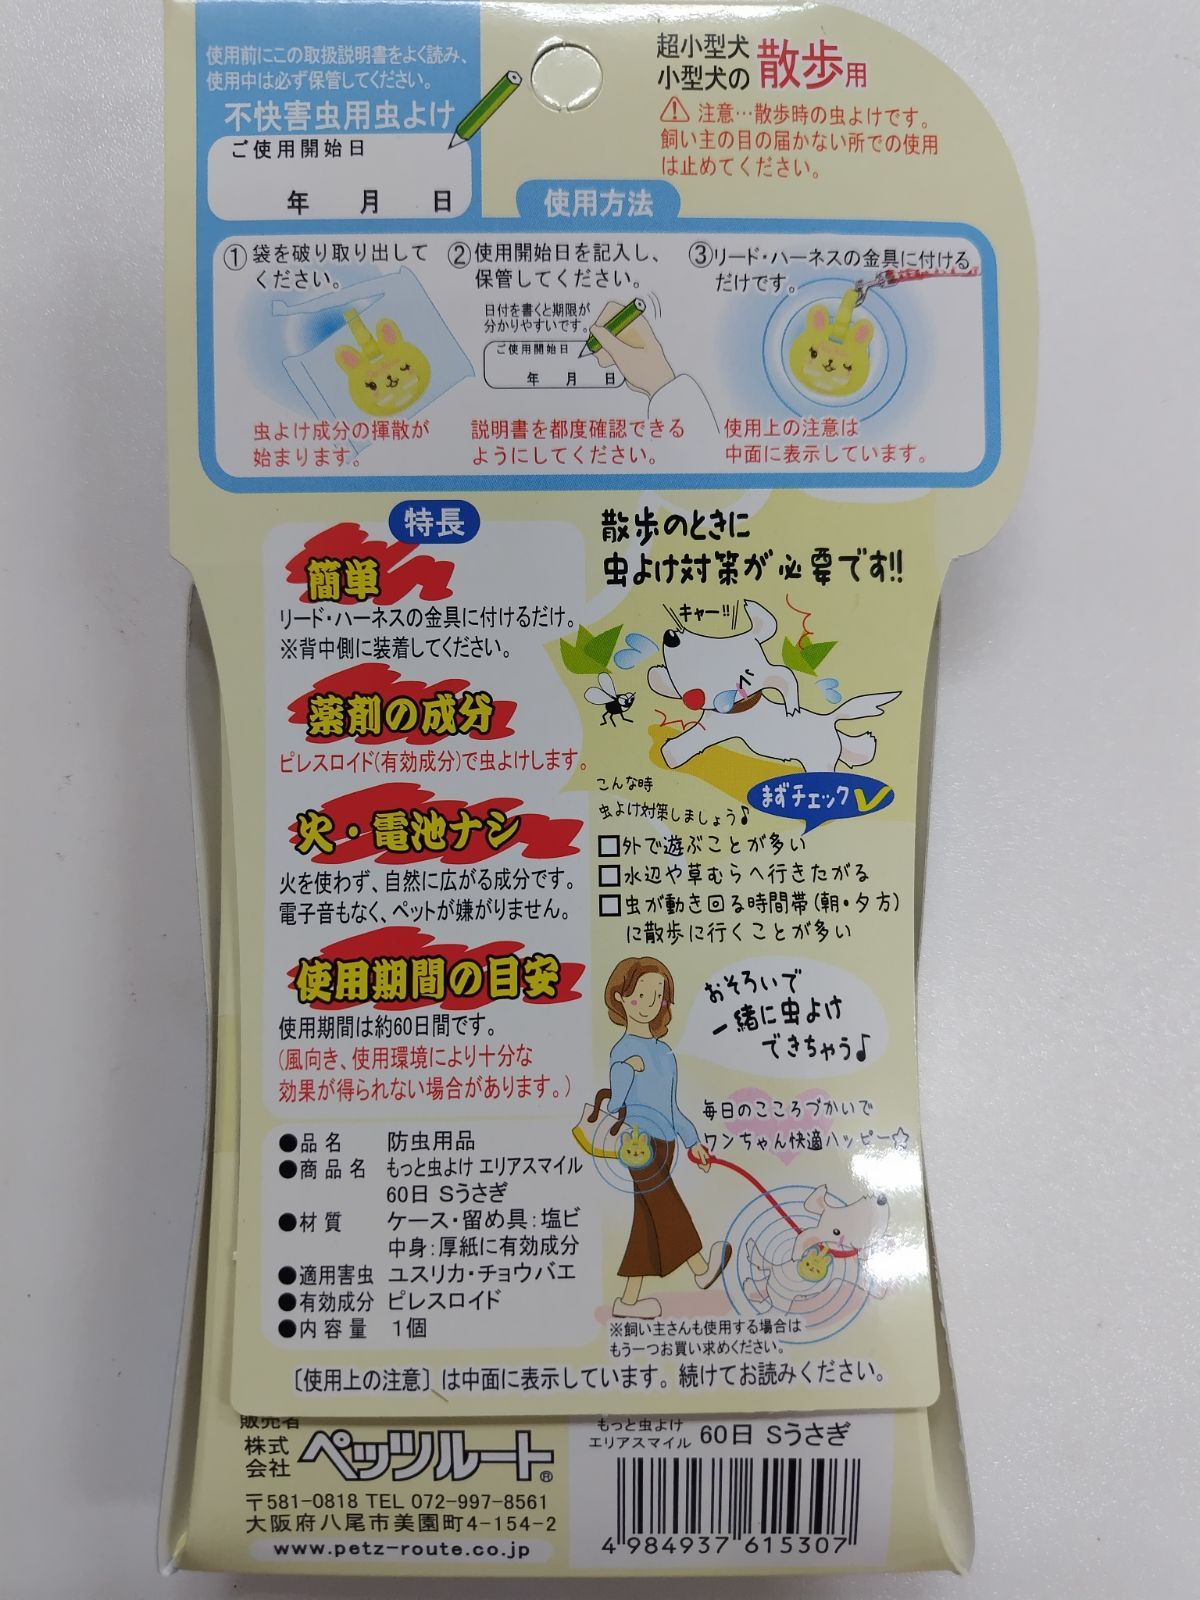 使用前にこの取扱説明書をよく読み、
使用中は必ず保管してください。
不快害虫用虫よけ
ご使用開始日
年 月 日
超小型犬
小型犬の散歩用
⚠ 注意…散歩時の虫よけです。
飼い主の目の届かない所での使用
は止めてください。
使用方法
①袋を破り取り出して
ください。
虫よけ成分の揮散が
始まります。
②使用開始日を記入し、
保管してください。
日付を書くと期限が
分かりやすいです。
ご使用開始日
年 月 日
説明書を都度確認できる
ようにしてください。
③リード・ハーネスの金具に付ける
だけです。
使用上の注意は
中面に表示しています。
特長
簡単
リード・ハーネスの金具に付けるだけ。
※背中側に装着してください。
薬剤の成分
ピレスロイド(有効成分)で虫よけします。
火・電池ナシ
火を使わず、自然に広がる成分です。
電子音もなく、ペットが嫌がりません。
使用期間の目安
使用期間は約60日間です。
(風向き、使用環境により十分な
効果が得られない場合があります。)
●品名 防虫用品
●商品名 もっと虫よけ エリアスマイル
60日 Sうさぎ
●材質 ケース・留め具:塩ビ
中身:厚紙に有効成分
●適用害虫 ユスリカ・チョウバエ
●有効成分 ピレスロイド
●内容量 1個
散歩のときに
虫よけ対策が必要です!!
キャー!!
こんな時
虫よけ対策しましょう♪
まずチェック✓
□外で遊ぶことが多い
□水辺や草むらへ行きたがる
□虫が動き回る時間帯(朝・夕方)
に散歩に行くことが多い
おそろいで
一緒に虫よけ
できちゃう♪
毎日のこころづかいで
ワンちゃん快適ハッピー☆
※飼い主さんも使用する場合は
もう一つお買い求めください。
〔使用上の注意〕は中面に表示しています。続けてお読みください。
販売者
株式会社 ペッツルート®
〒581-0818 TEL 072-997-8561
大阪府八尾市美園町4-154-2
www.petz-route.co.jp
もっと虫よけ
エリアスマイル 60日 Sうさぎ
4 984937 615307